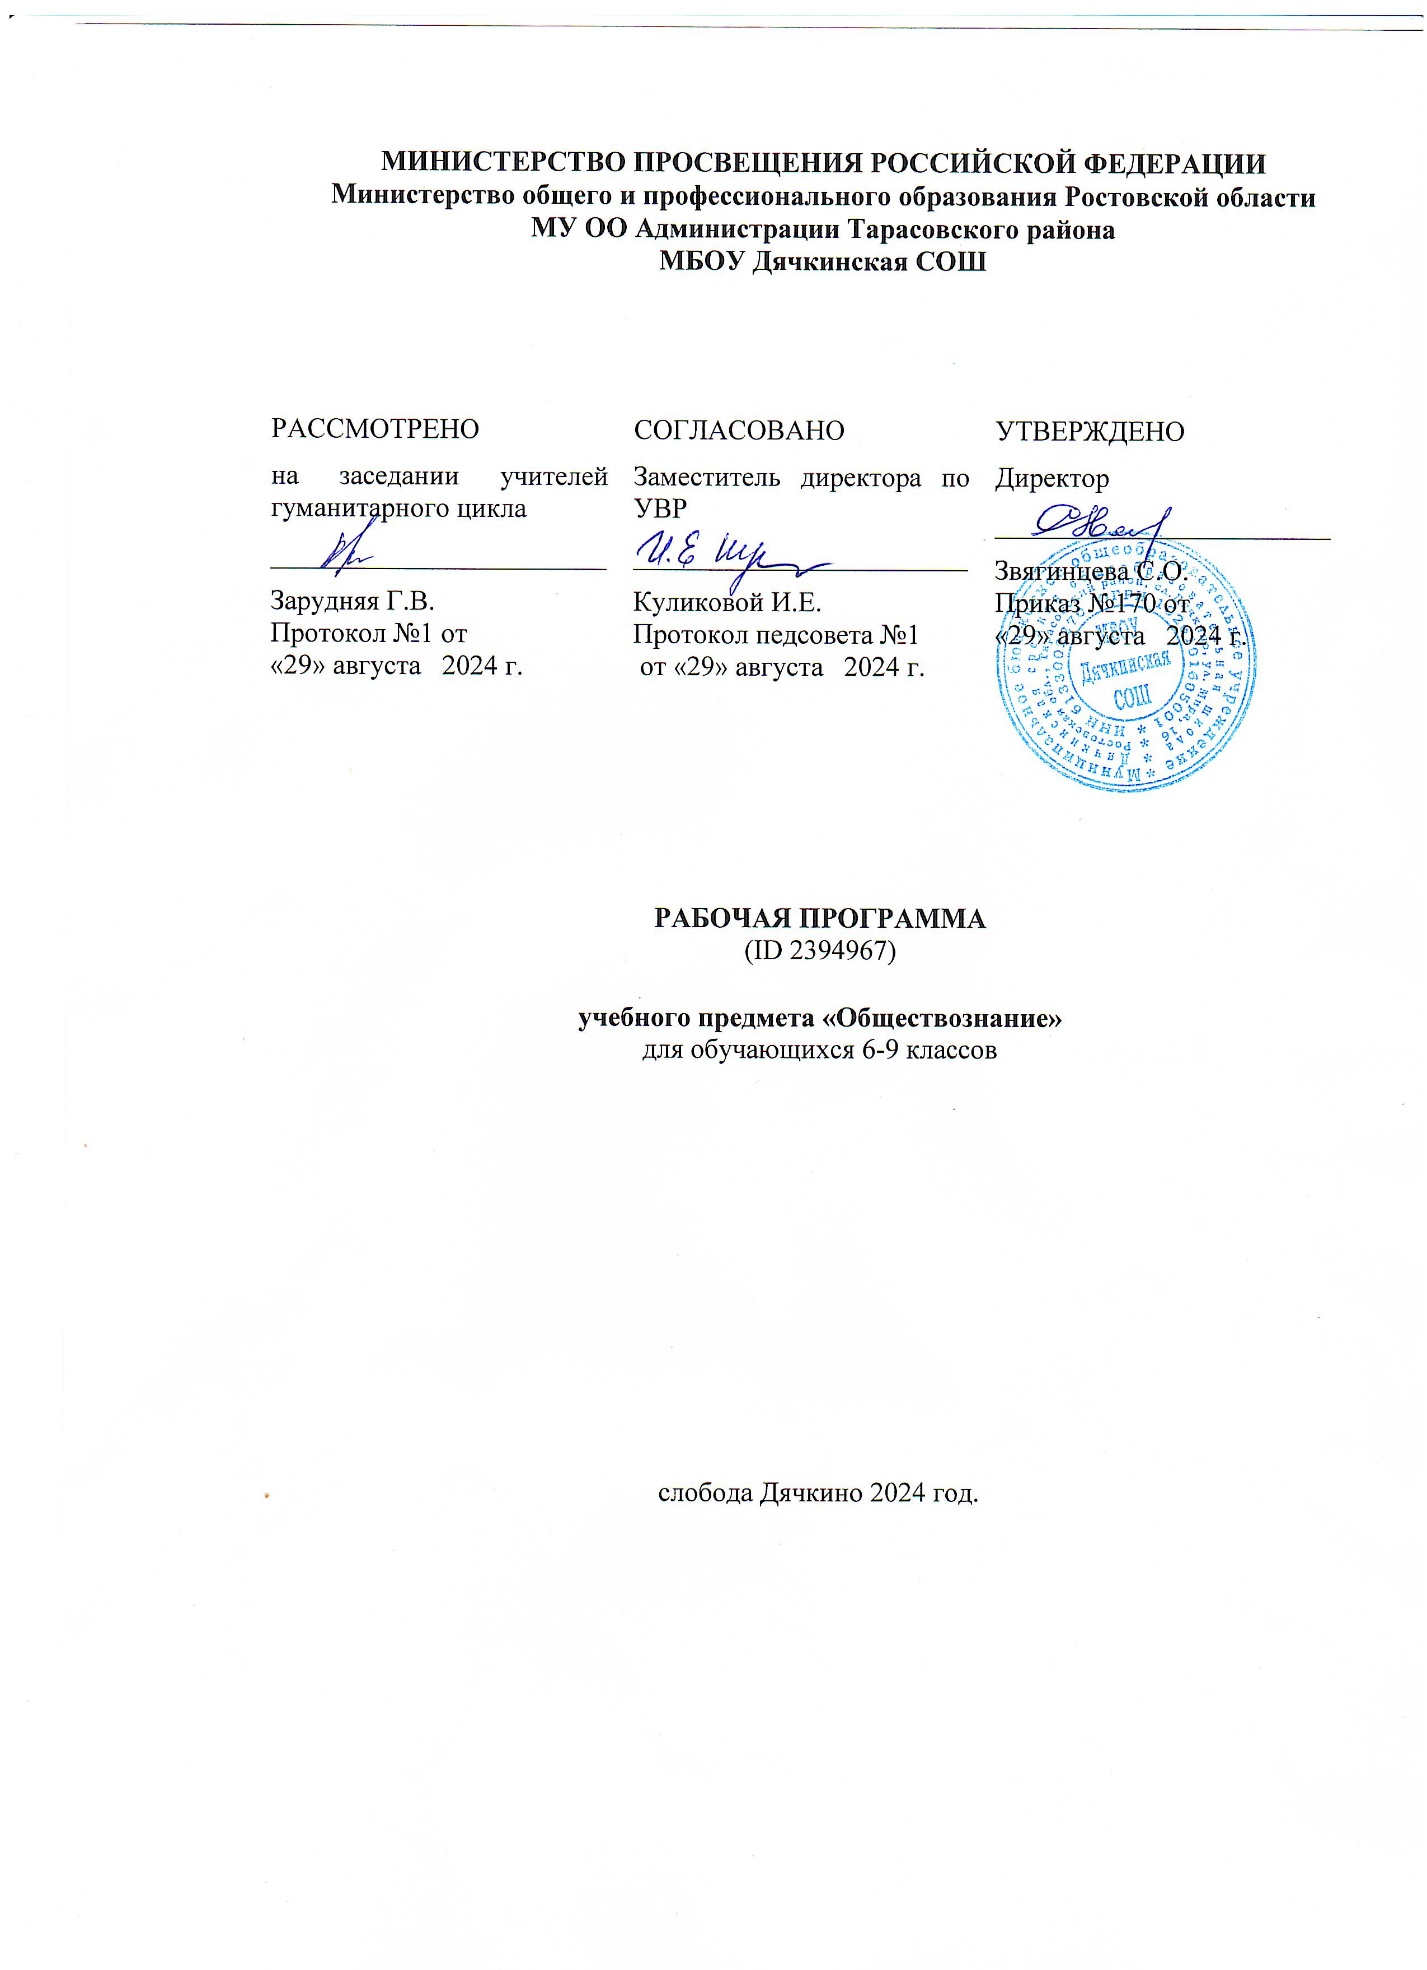 МИНИСТЕРСТВО ПРОСВЕЩЕНИЯ РОССИЙСКОЙ ФЕДЕРАЦИИ
Министерство общего и профессионального образования Ростовской области
МУ ОО Администрации Тарасовского района
МБОУ Дячкинская СОШ
РАССМОТРЕНО
на заседании учителей
гуманитарного цикла
Зарудняя Г.В.
Протокол №1 от
«29» августа 2024 г.
СОГЛАСОВАНО
Заместитель директора по
УВР
Куликовой И.Е.
Протокол педсовета №1
от «29» августа 2024 г.
УТВЕРЖДЕНО
Директор
Звягинцева С.О.
Приказ №170 от
«29» августа 2024 г.
МБОУ
Дячкинская
СОШ
РАБОЧАЯ ПРОГРАММА
(ID 2394967)
учебного предмета «Обществознание»
для обучающихся 6-9 классов
слобода Дячкино 2024 год.